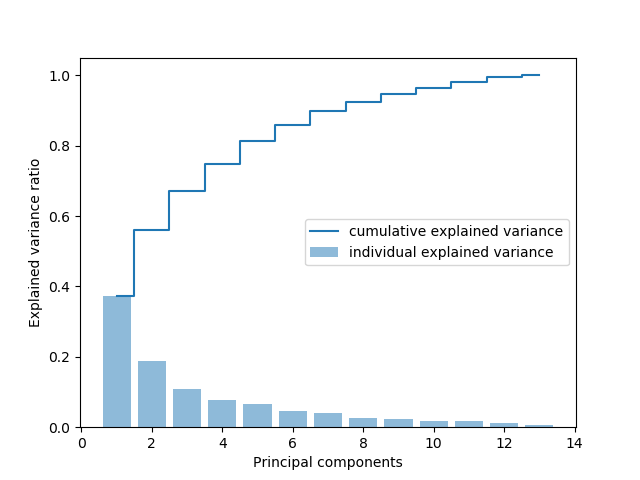 1.0
0.8
0.6
0.4
0.2
0.0
Explained variance ratio
cumulative explained variance
individual explained variance
0 2 4 6 8 10 12 14
Principal components